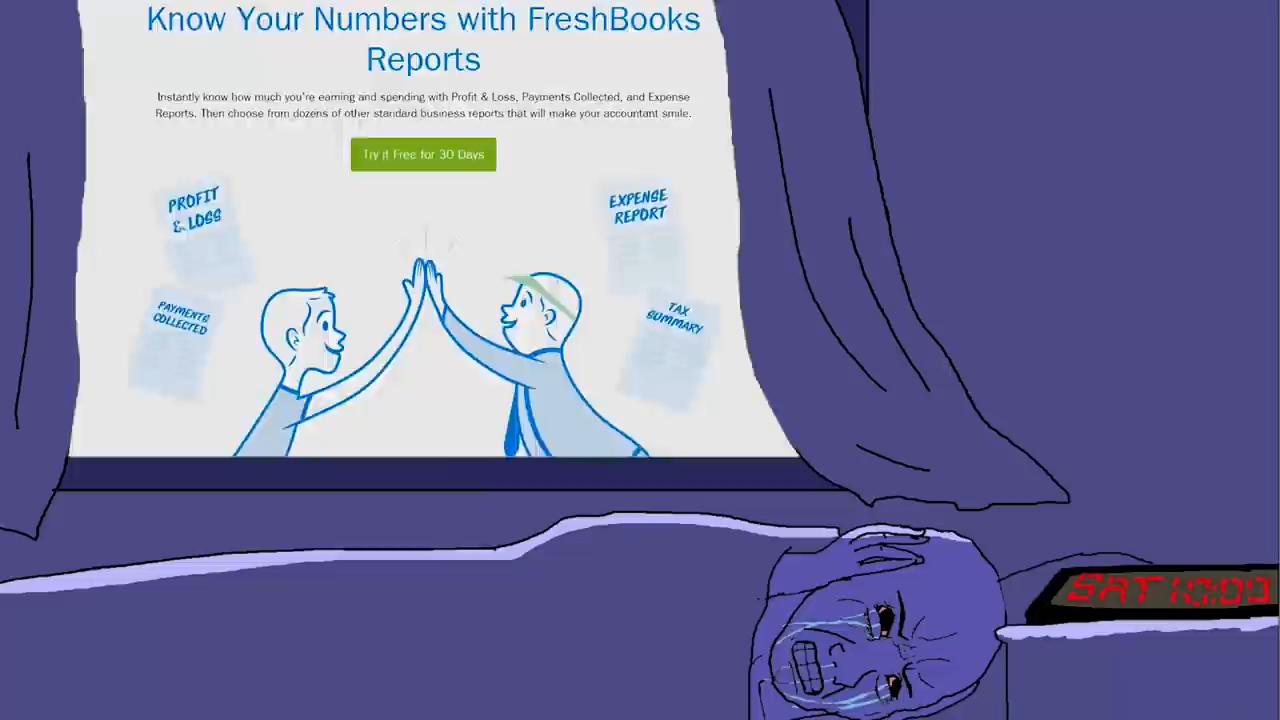 Know Your Numbers with FreshBooks
Reports
Instantly know how much you're earning and spending with Profit & Loss, Payments Collected, and Expense
Reports. Then choose from dozens of other standard business reports that will make your accountant smile.
Try it Free for 30 Days
PROFIT
& LOSS
EXPENSE
REPORT
PAYMENTS
COLLECTED
TAX
SUMMARY
SAT 10:00